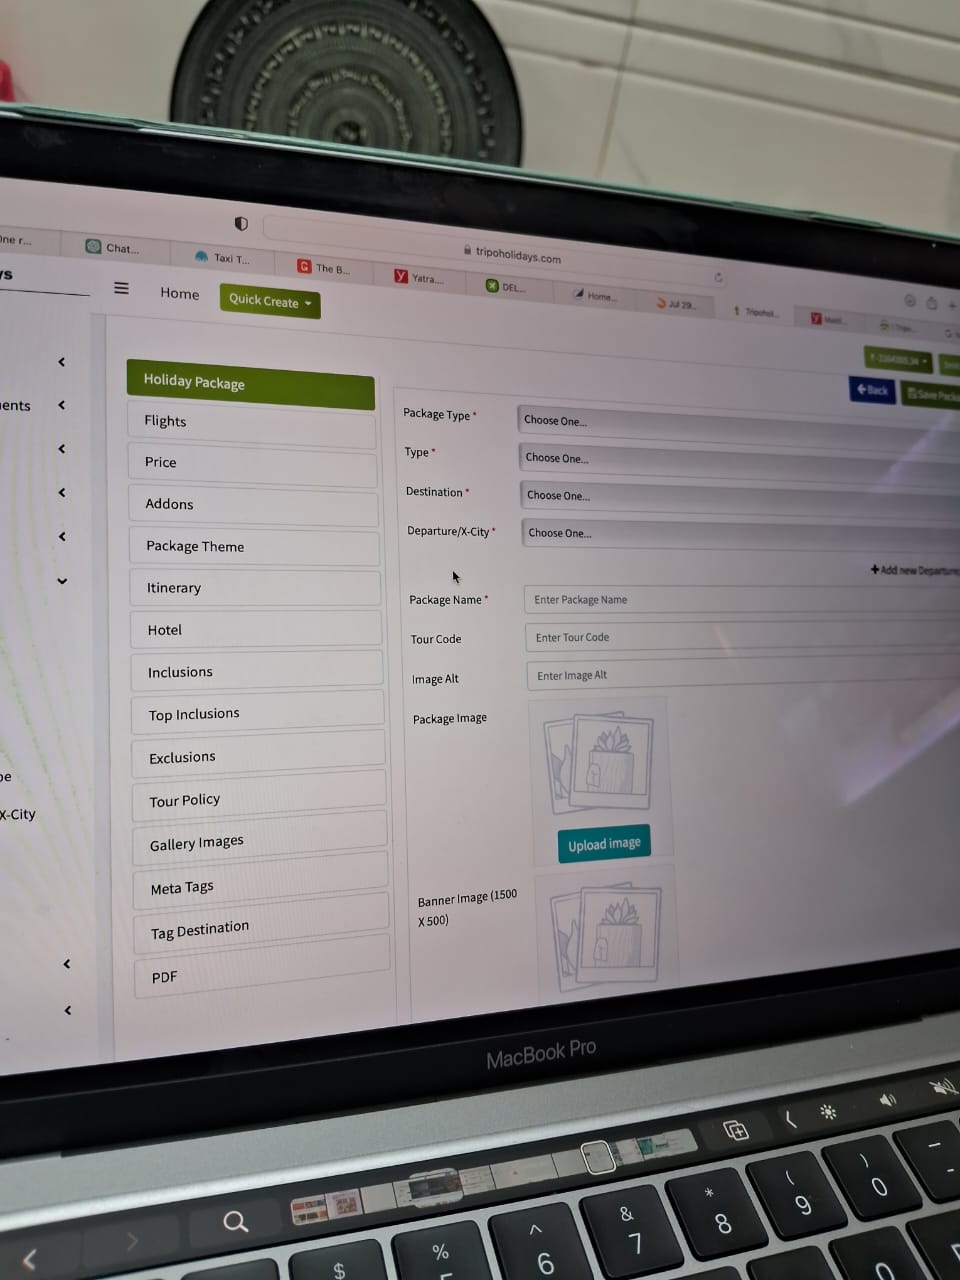 tripoholidays.com
One r...
Chat...
Taxi T...
The B...
Yatra....
DEL...
Home...
Jul 29...
Tripohol...
ys
Home
Quick Create
Back
Save Packa
ents
Holiday Package
Flights
Price
Addons
Package Theme
Itinerary
Hotel
Inclusions
Top Inclusions
Exclusions
Tour Policy
Gallery Images
Meta Tags
Tag Destination
PDF
X-City
Package Type *
Choose One...
Type *
Choose One...
Destination *
Choose One...
Departure/X-City *
Choose One...
+Add new Departure
Package Name *
Enter Package Name
Tour Code
Enter Tour Code
Image Alt
Enter Image Alt
Package Image
Upload image
Banner Image (1500
X 500)
MacBook Pro
$
%
^
6
&
7
*
8
(
9
)
0